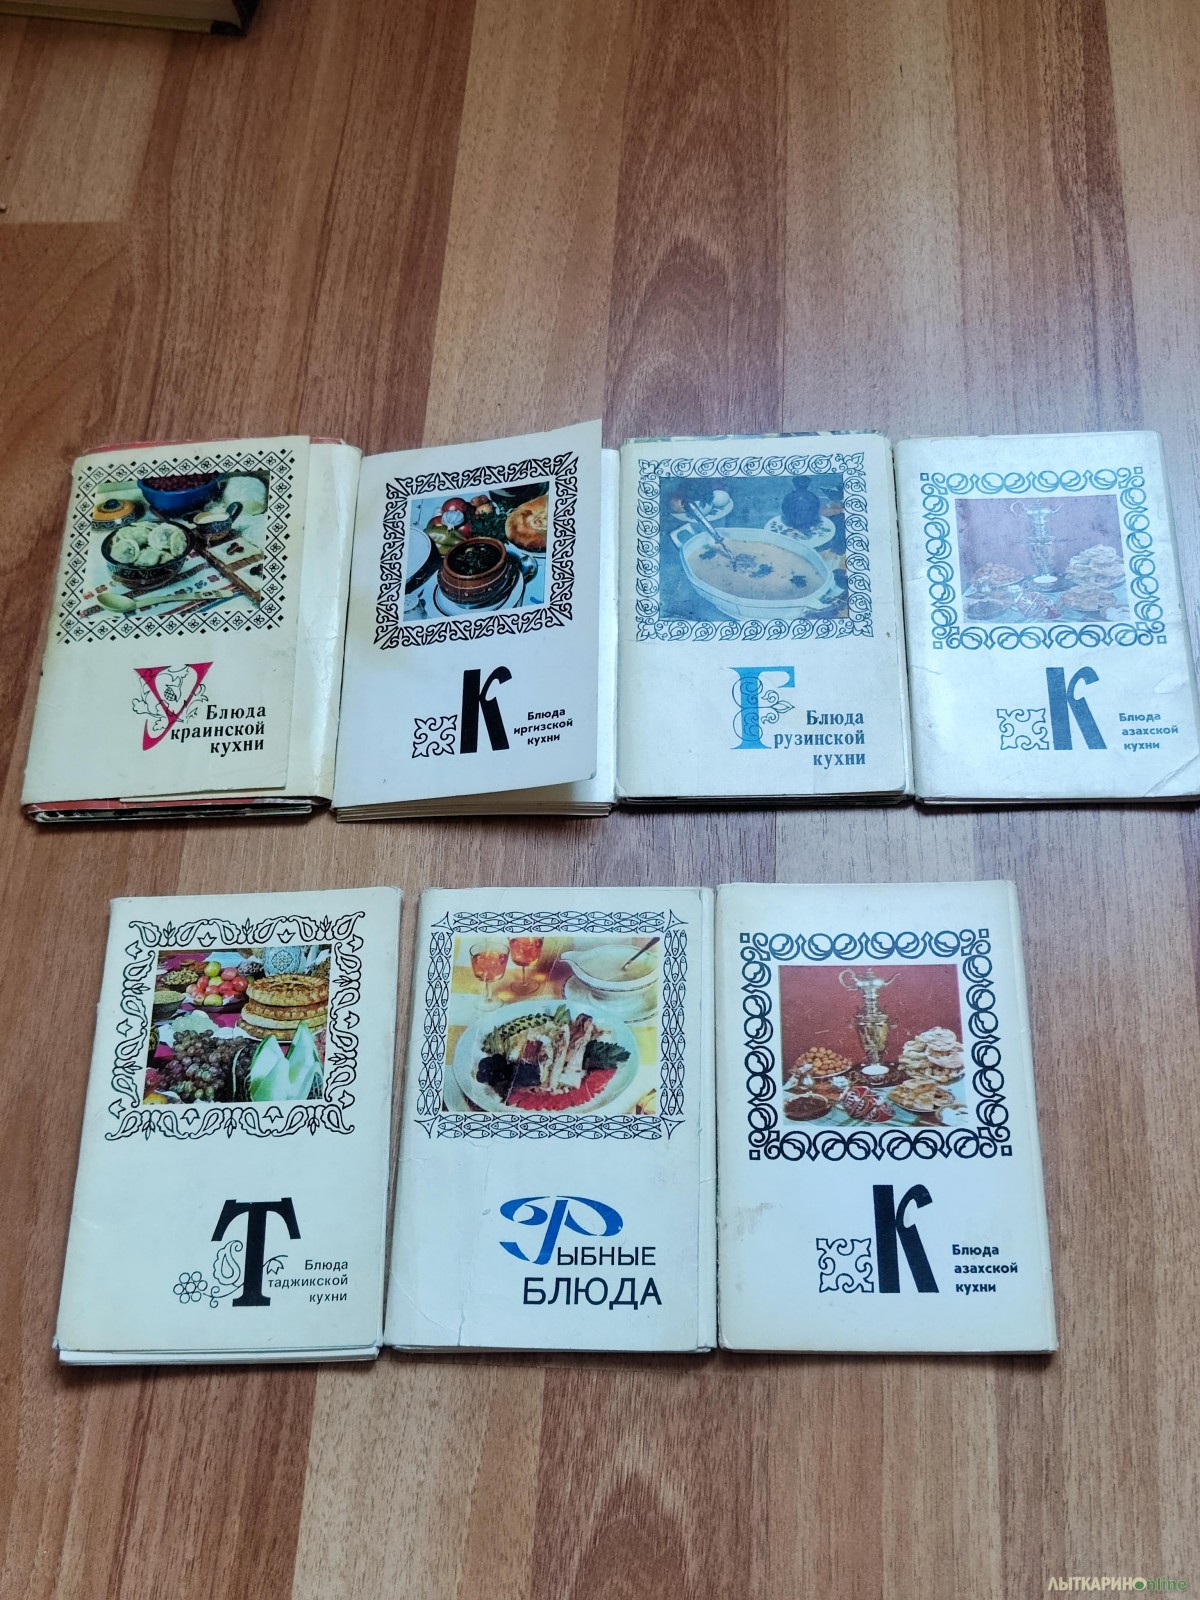 Блюда
Украинской
кухни
Блюда
Киргизской
кухни
Блюда
Грузинской
кухни
Блюда
Казахской
кухни
Блюда
Таджикской
кухни
Рыбные
БЛЮДА
Блюда
Казахской
кухни
ЛЫТКАРИНОonline